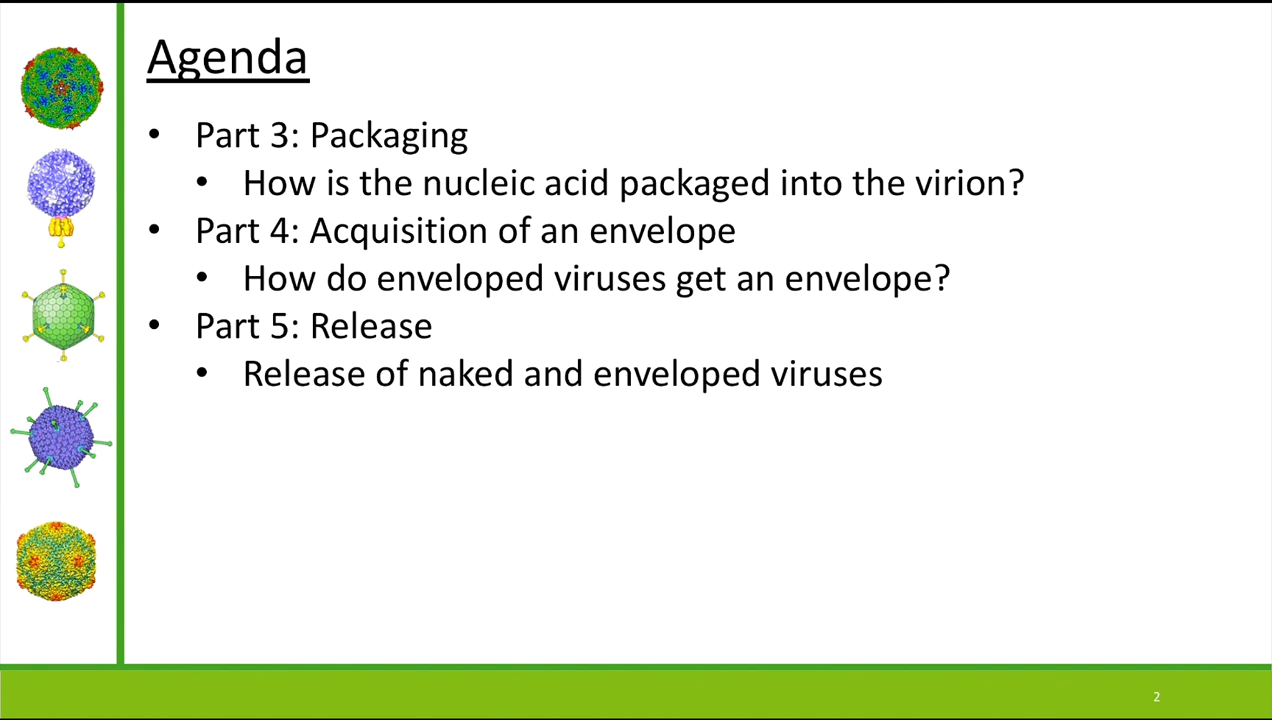 Agenda
• Part 3: Packaging
• How is the nucleic acid packaged into the virion?
• Part 4: Acquisition of an envelope
• How do enveloped viruses get an envelope?
• Part 5: Release
• Release of naked and enveloped viruses
2